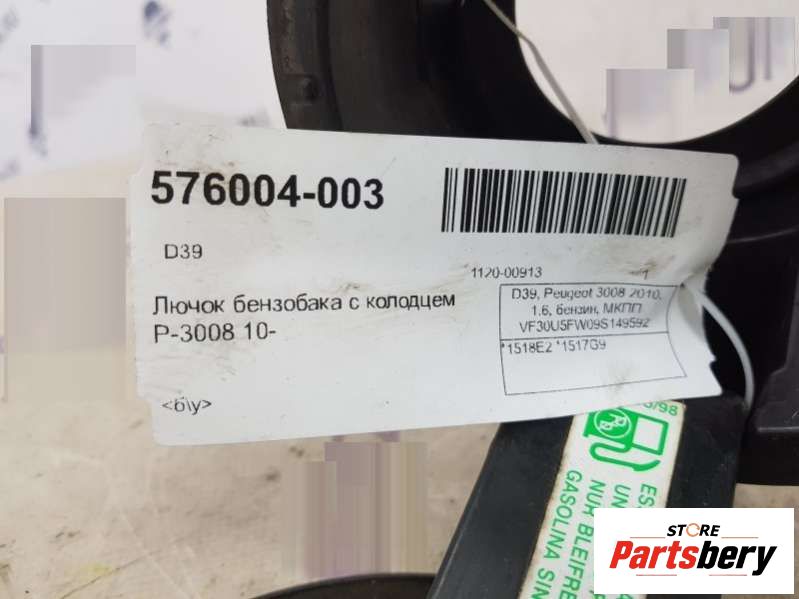 576004-003
D39
1120-00913
1
Лючок бензобака с колодцем
Р-3008 10-
D39, Peugeot 3008 2010,
1.6, бензин, МКПП
VF30U5FW09S149592
*1518E2 *1517G9
<б\у>
/98
ES
UN
NUR BLEIFRE
GASOLINA SIN
STORE
Partsbery